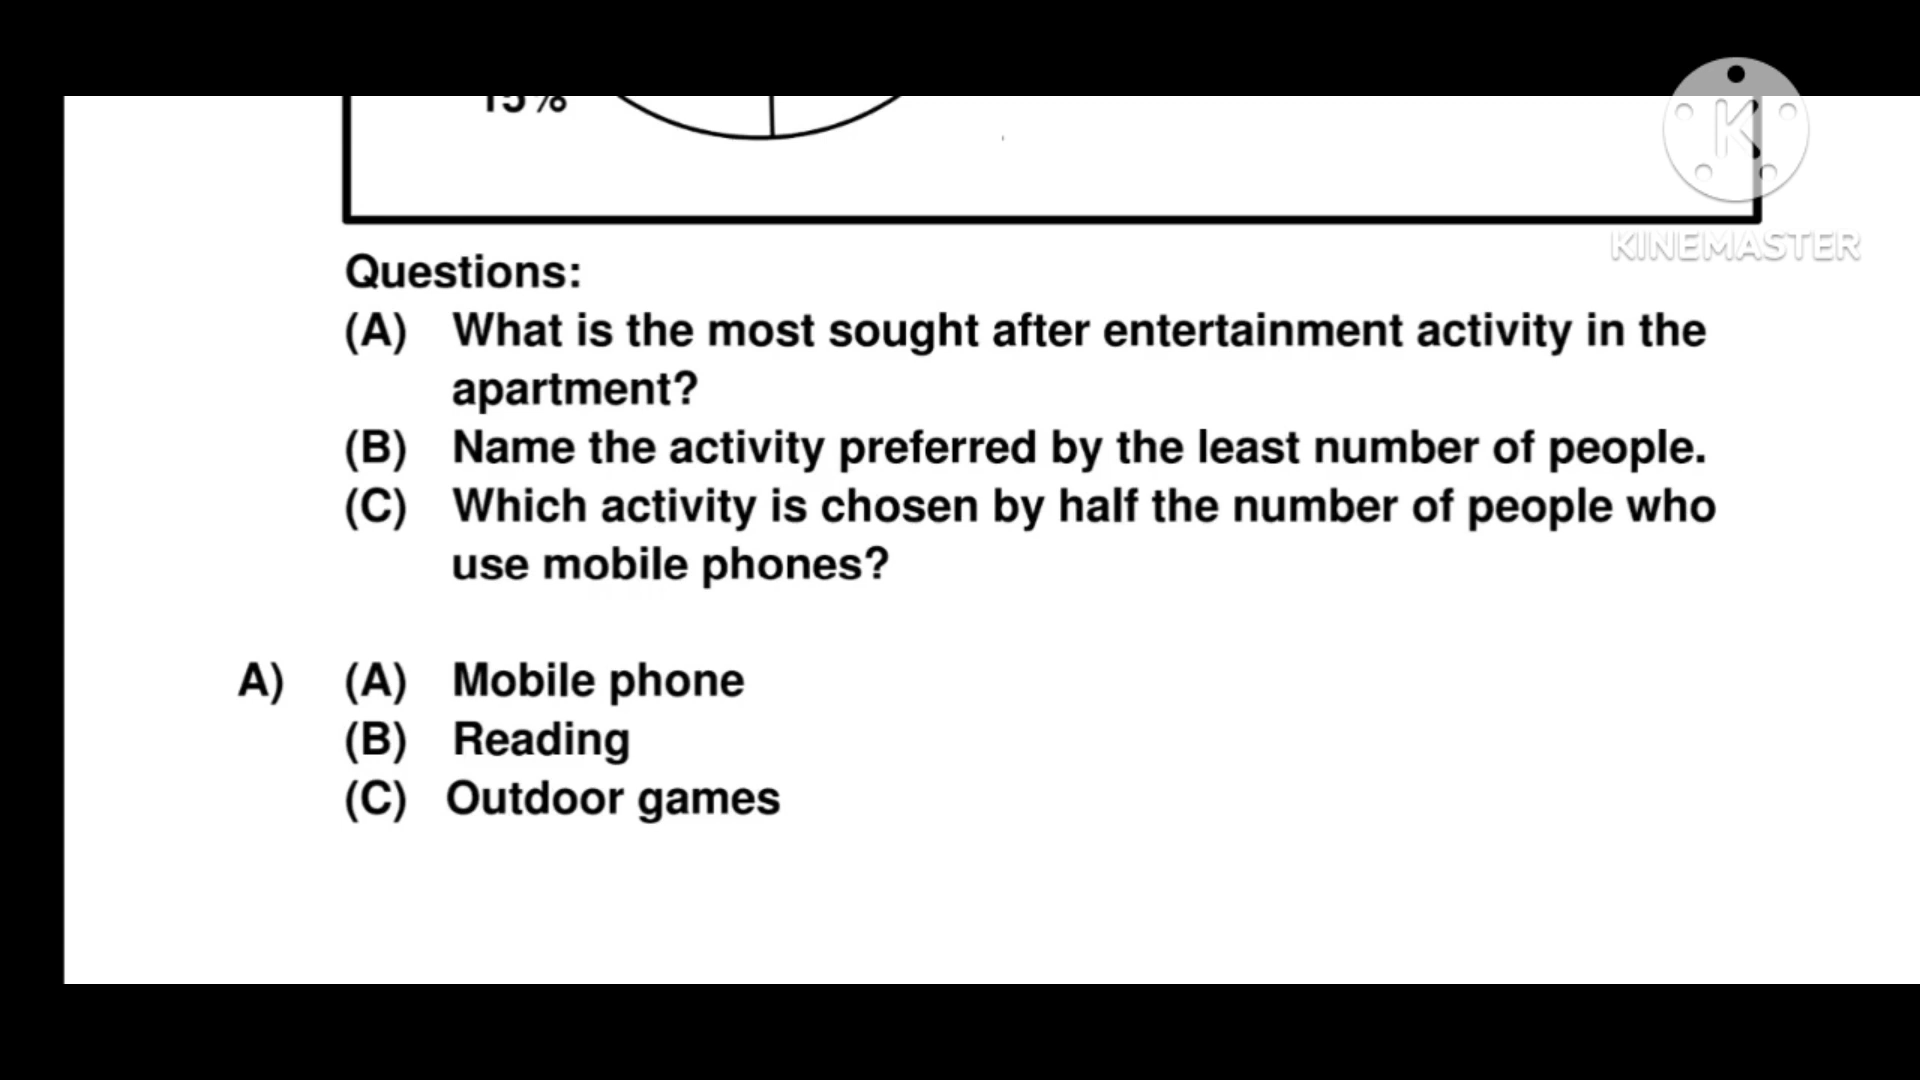 15%
KINEMASTER
Questions:
(A) What is the most sought after entertainment activity in the
apartment?
(B) Name the activity preferred by the least number of people.
(C) Which activity is chosen by half the number of people who
use mobile phones?
A) (A) Mobile phone
(B) Reading
(C) Outdoor games